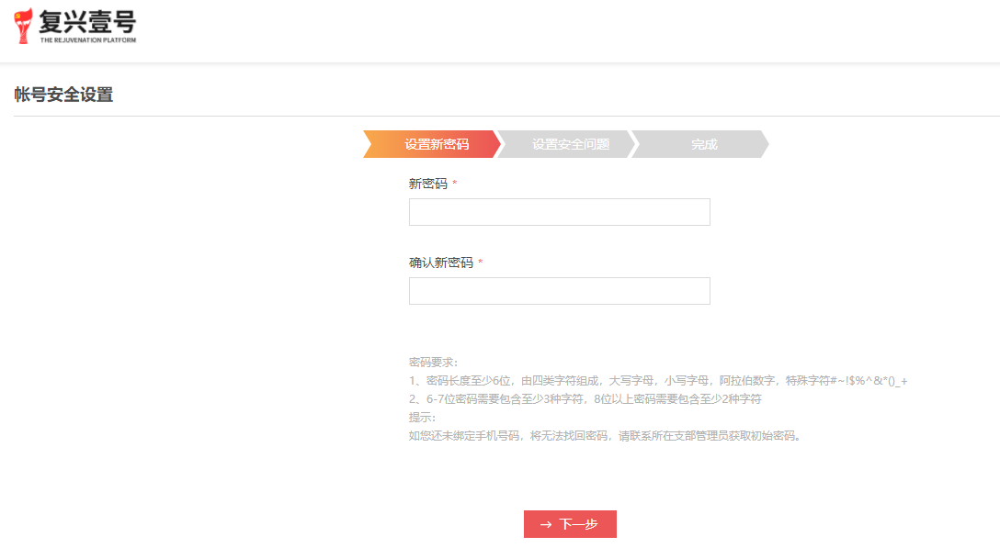 复兴壹号
THE REJUVENATION PLATFORM
帐号安全设置
设置新密码
设置安全问题
完成
新密码 *
确认新密码 *
密码要求：
1、密码长度至少6位，由四类字符组成，大写字母，小写字母，阿拉伯数字，特殊字符#~!$%^&*()_+
2、6-7位密码需要包含至少3种字符，8位以上密码需要包含至少2种字符
提示：
如您还未绑定手机号码，将无法找回密码，请联系所在支部管理员获取初始密码。
→ 下一步